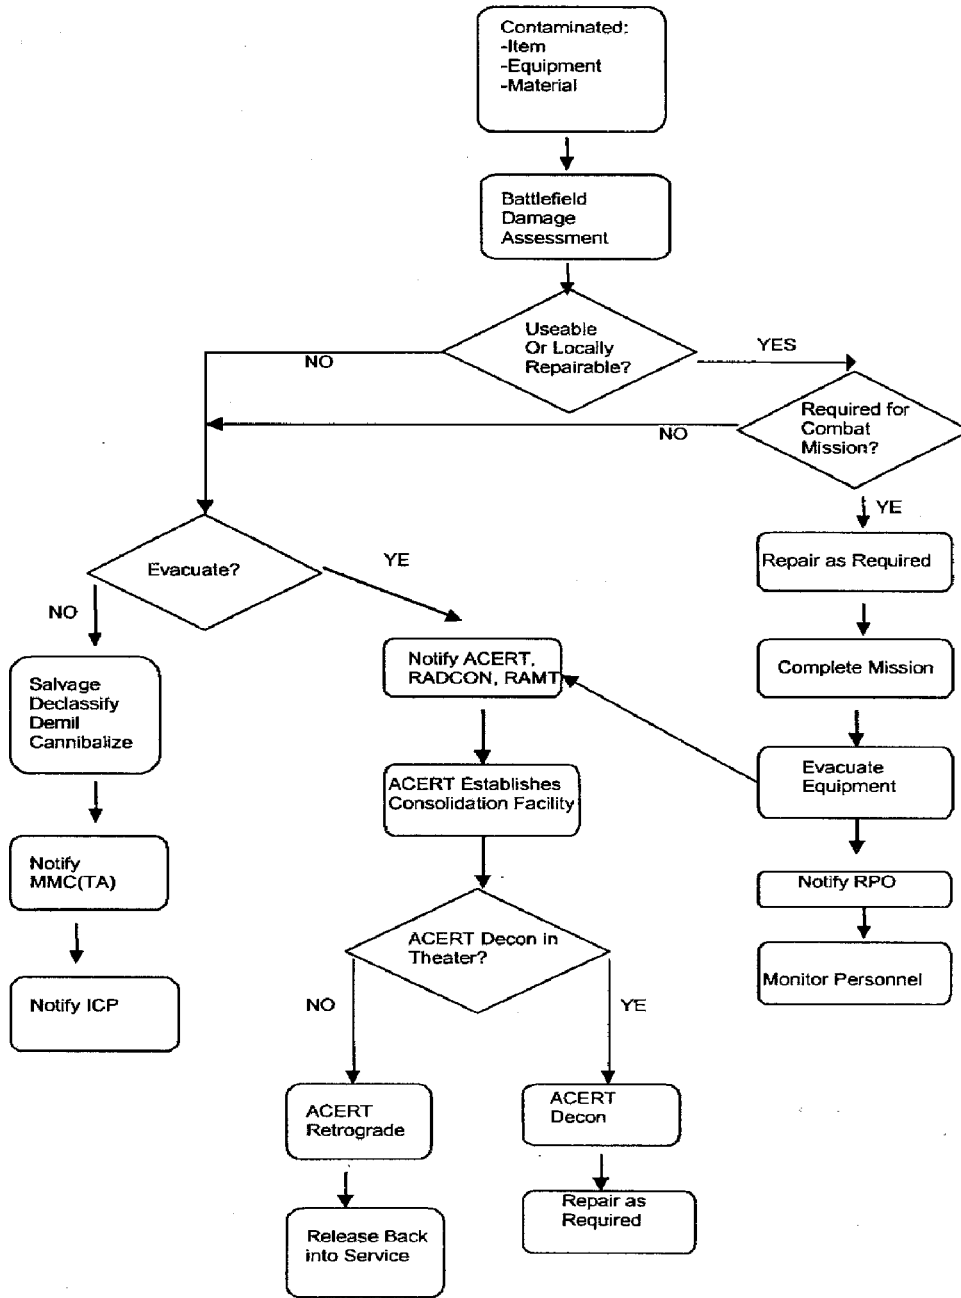 Contaminated:
-Item
-Equipment
-Material
Battlefield
Damage
Assessment
Useable
Or Locally
Repairable?
NO
YES
Required for
Combat
Mission?
NO
YE
Evacuate?
YE
NO
Repair as Required
Notify ACERT,
RADCON, RAMT
Complete Mission
Salvage
Declassify
Demil
Cannibalize
ACERT Establishes
Consolidation Facility
Evacuate
Equipment
Notify
MMC(TA)
Notify RPO
ACERT Decon in
Theater?
Monitor Personnel
Notify ICP
NO
YE
ACERT
Retrograde
ACERT
Decon
Release Back
into Service
Repair as
Required